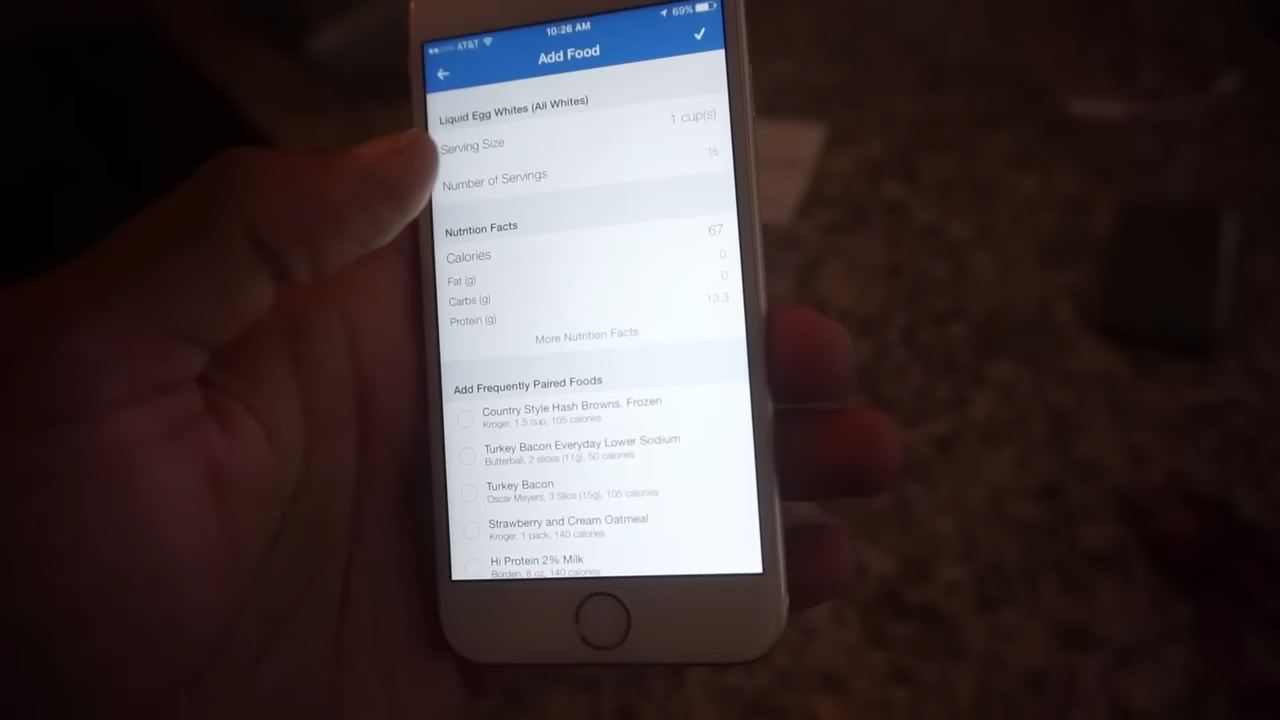 AT&T 10:26 AM 69%
Add Food
Liquid Egg Whites (All Whites)
Serving Size 1 cup(s)
Number of Servings ½
Nutrition Facts
Calories 67
Fat (g) 0
Carbs (g) 0
Protein (g) 13.3
More Nutrition Facts
Add Frequently Paired Foods
Country Style Hash Browns, Frozen
Kroger, 1.5 cup, 105 calories
Turkey Bacon Everyday Lower Sodium
Butterball, 2 slices (11g), 50 calories
Turkey Bacon
Oscar Meyers, 3 Slice (15g), 105 calories
Strawberry and Cream Oatmeal
Kroger, 1 pack, 140 calories
Hi Protein 2% Milk
Borden, 8 oz, 140 calories